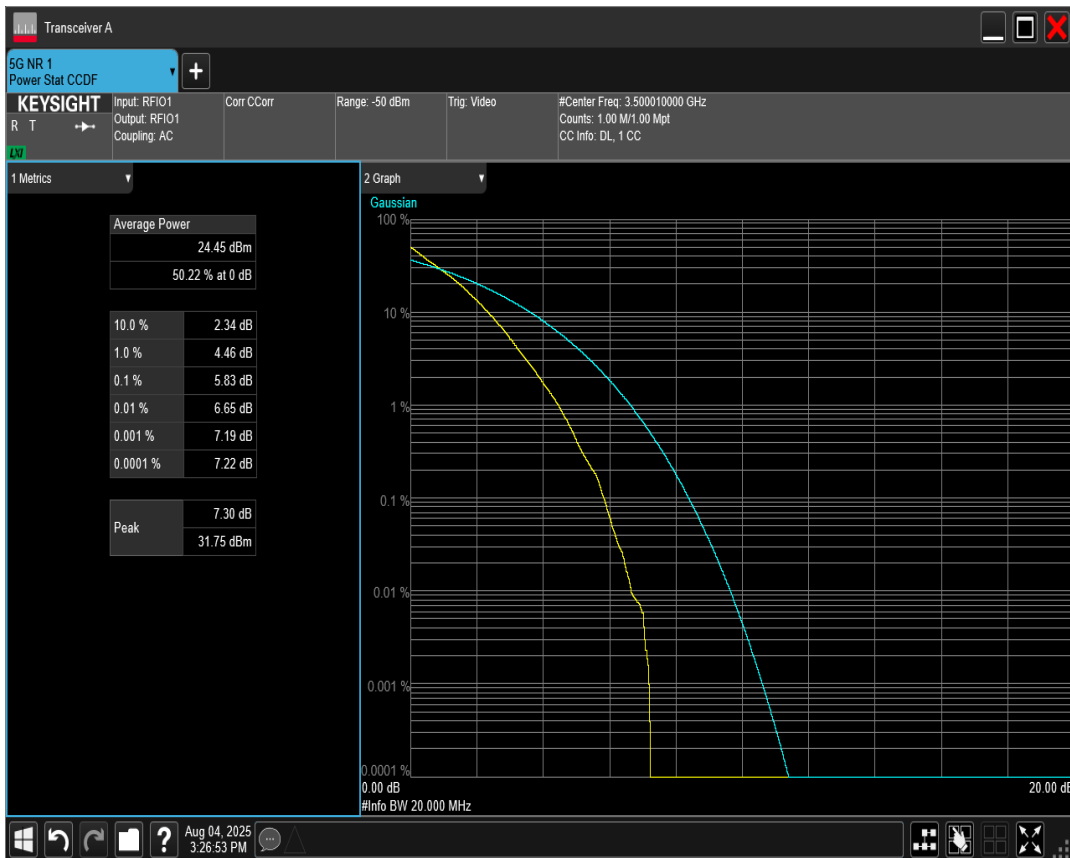 Transceiver A
5G NR 1
Power Stat CCDF
KEYSIGHT
R T
LXI
Input: RFIO1
Output: RFIO1
Coupling: AC
Corr CCorr
Range: -50 dBm
Trig: Video
#Center Freq: 3.500010000 GHz
Counts: 1.00 M/1.00 Mpt
CC Info: DL, 1 CC
1 Metrics
Average Power
24.45 dBm
50.22 % at 0 dB
10.0 % 2.34 dB
1.0 % 4.46 dB
0.1 % 5.83 dB
0.01 % 6.65 dB
0.001 % 7.19 dB
0.0001 % 7.22 dB
Peak
7.30 dB
31.75 dBm
2 Graph
Gaussian
100 %
10 %
1 %
0.1 %
0.01 %
0.001 %
0.0001 %
0.00 dB
20.00 dB
#Info BW 20.000 MHz
Aug 04, 2025
3:26:53 PM